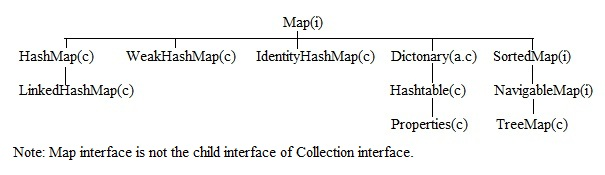 Map(i)
HashMap(c) WeakHashMap(c) IdentityHashMap(c) Dictonary(a.c) SortedMap(i)
LinkedHashMap(c) Hashtable(c) NavigableMap(i)
Properties(c) TreeMap(c)
Note: Map interface is not the child interface of Collection interface.